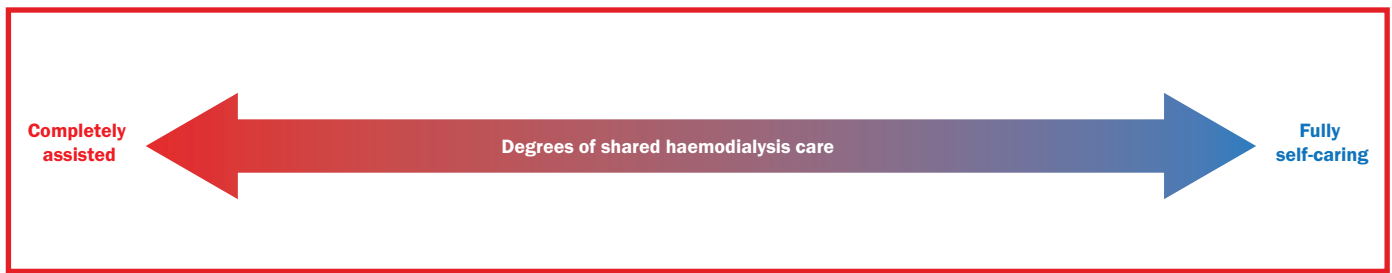 Completely
assisted
Degrees of shared haemodialysis care
Fully
self-caring